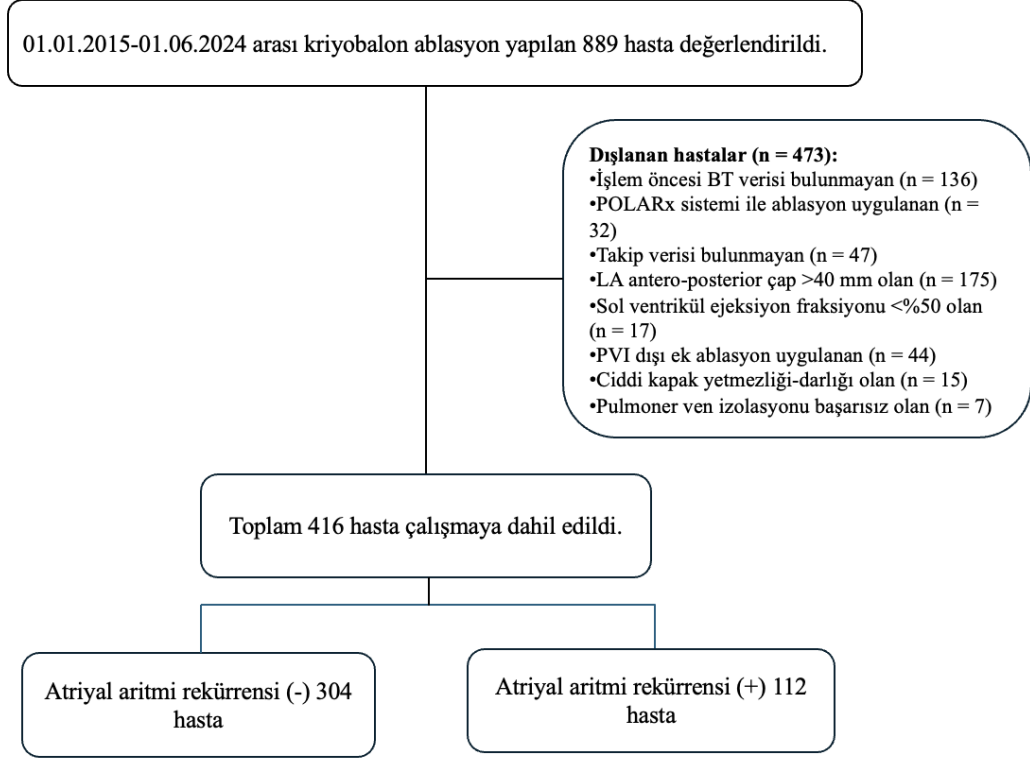 01.01.2015-01.06.2024 arası kriyobalon ablasyon yapılan 889 hasta değerlendirildi.
Dışlanan hastalar (n = 473):
•İşlem öncesi BT verisi bulunmayan (n = 136)
•POLARx sistemi ile ablasyon uygulanan (n =
32)
•Takip verisi bulunmayan (n = 47)
•LA antero-posterior çap >40 mm olan (n = 175)
•Sol ventrikül ejeksiyon fraksiyonu <%50 olan
(n = 17)
•PVI dışı ek ablasyon uygulanan (n = 44)
•Ciddi kapak yetmezliği-darlığı olan (n = 15)
•Pulmoner ven izolasyonu başarısız olan (n = 7)
Toplam 416 hasta çalışmaya dahil edildi.
Atriyal aritmi rekürrensi (-) 304
hasta
Atriyal aritmi rekürrensi (+) 112
hasta